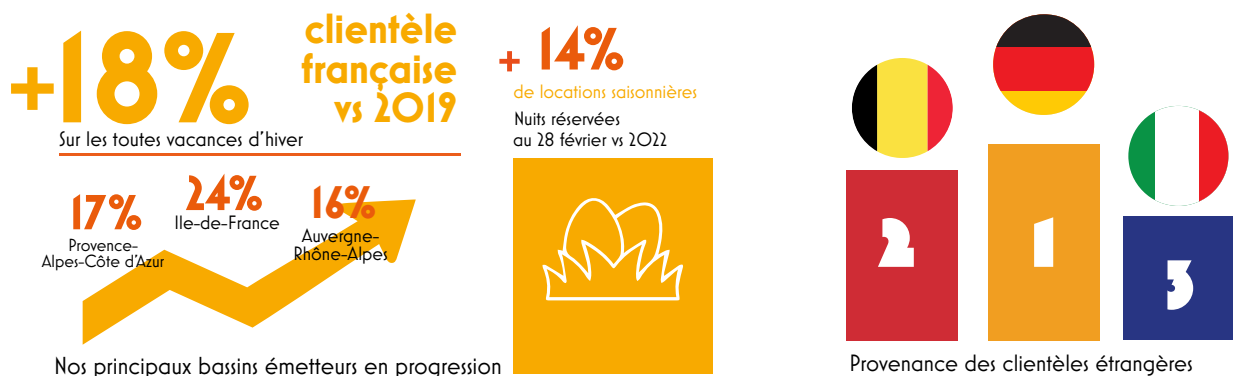 +18%
clientèle
française
vs 2019
Sur les toutes vacances d'hiver
17%
Provence-
Alpes-Côte d'Azur
24%
Ile-de-France
16%
Auvergne-
Rhône-Alpes
Nos principaux bassins émetteurs en progression
+ 14%
de locations saisonnières
Nuits réservées
au 28 février vs 2022
2
1
3
Provenance des clientèles étrangères